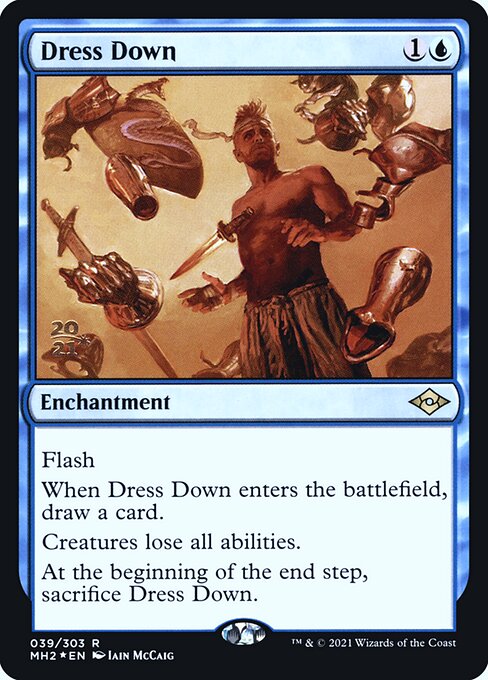 Dress Down 1
20
21
Enchantment
Flash
When Dress Down enters the battlefield,
draw a card.
Creatures lose all abilities.
At the beginning of the end step,
sacrifice Dress Down.
039/303 R
MH2 EN Iain McCaig
™ & © 2021 Wizards of the Coast